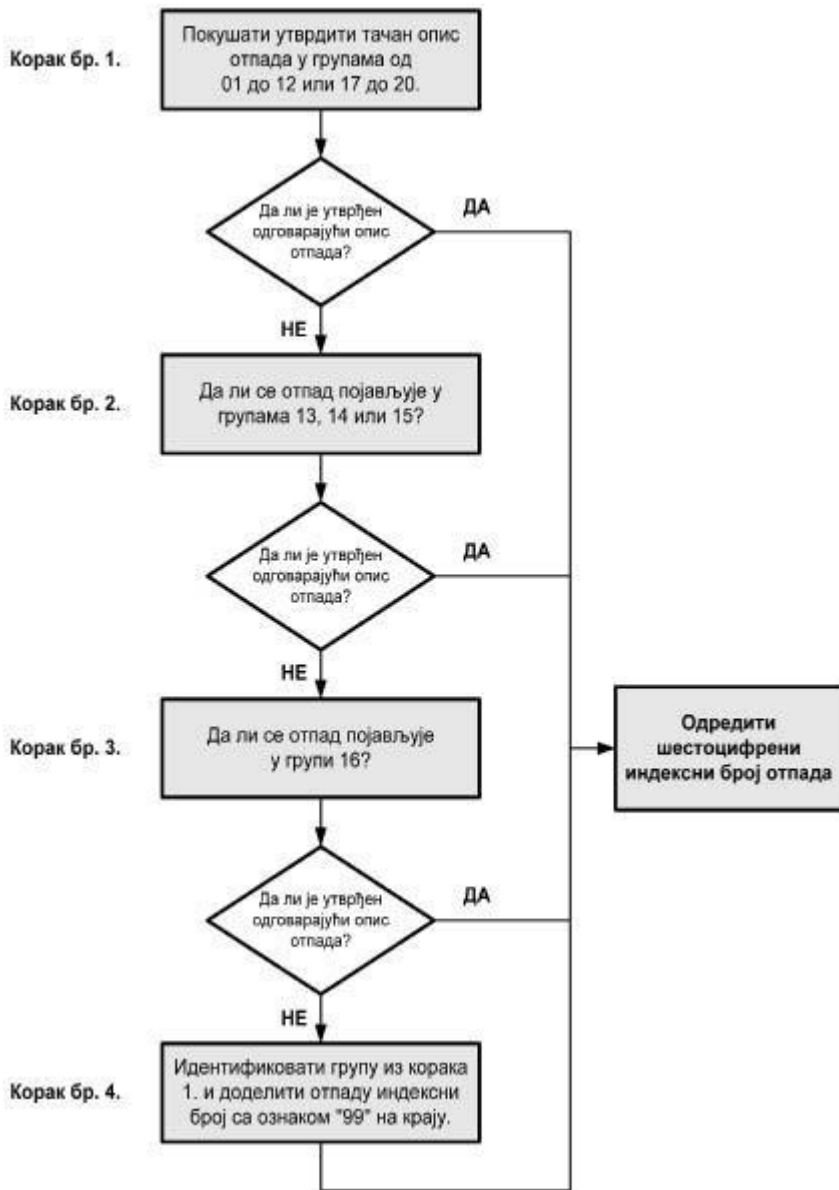 Корак бр. 1.
Покушати утврдити тачан опис
отпада у групама од
01 до 12 или 17 до 20.
Да ли је утврђен
одговарајући опис
отпада?
ДА
НЕ
Корак бр. 2.
Да ли се отпад појављује у
групама 13, 14 или 15?
Да ли је утврђен
одговарајући опис
отпада?
ДА
НЕ
Корак бр. 3.
Да ли се отпад појављује
у групи 16?
Одредити
шестоцифрени
индексни број отпада
Да ли је утврђен
одговарајући опис
отпада?
ДА
НЕ
Корак бр. 4.
Идентификовати групу из корака
1. и доделити отпаду индексни
број са ознаком "99" на крају.